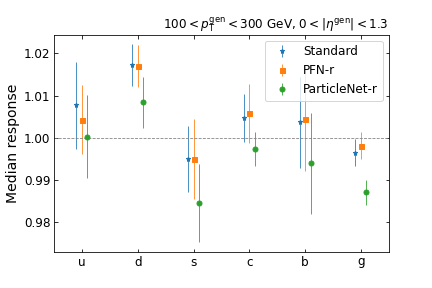 100 < p_T^gen < 300 GeV, 0 < |η^gen| < 1.3
Standard
PFN-r
ParticleNet-r
Median response
1.02
1.01
1.00
0.99
0.98
u d s c b g